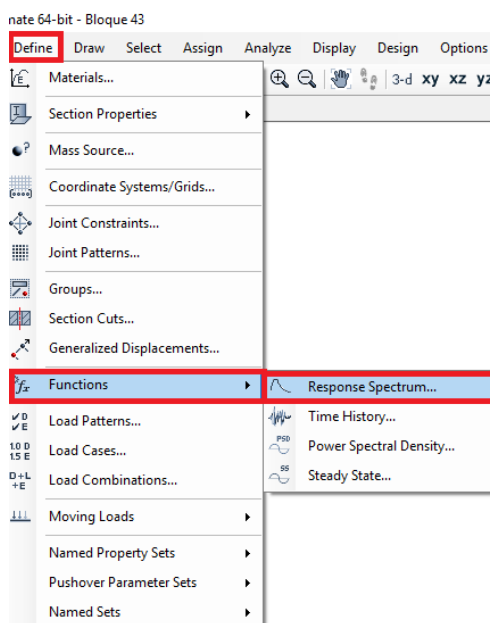 nate 64-bit - Bloque 43
Define Draw Select Assign Analyze Display Design Options
Materials...
3-d xy xz yz
Section Properties
Mass Source...
Coordinate Systems/Grids...
Joint Constraints...
Joint Patterns...
Groups...
Section Cuts...
Generalized Displacements...
Functions
Response Spectrum...
Load Patterns...
Time History...
Load Cases...
Power Spectral Density...
Load Combinations...
Steady State...
Moving Loads
Named Property Sets
Pushover Parameter Sets
Named Sets